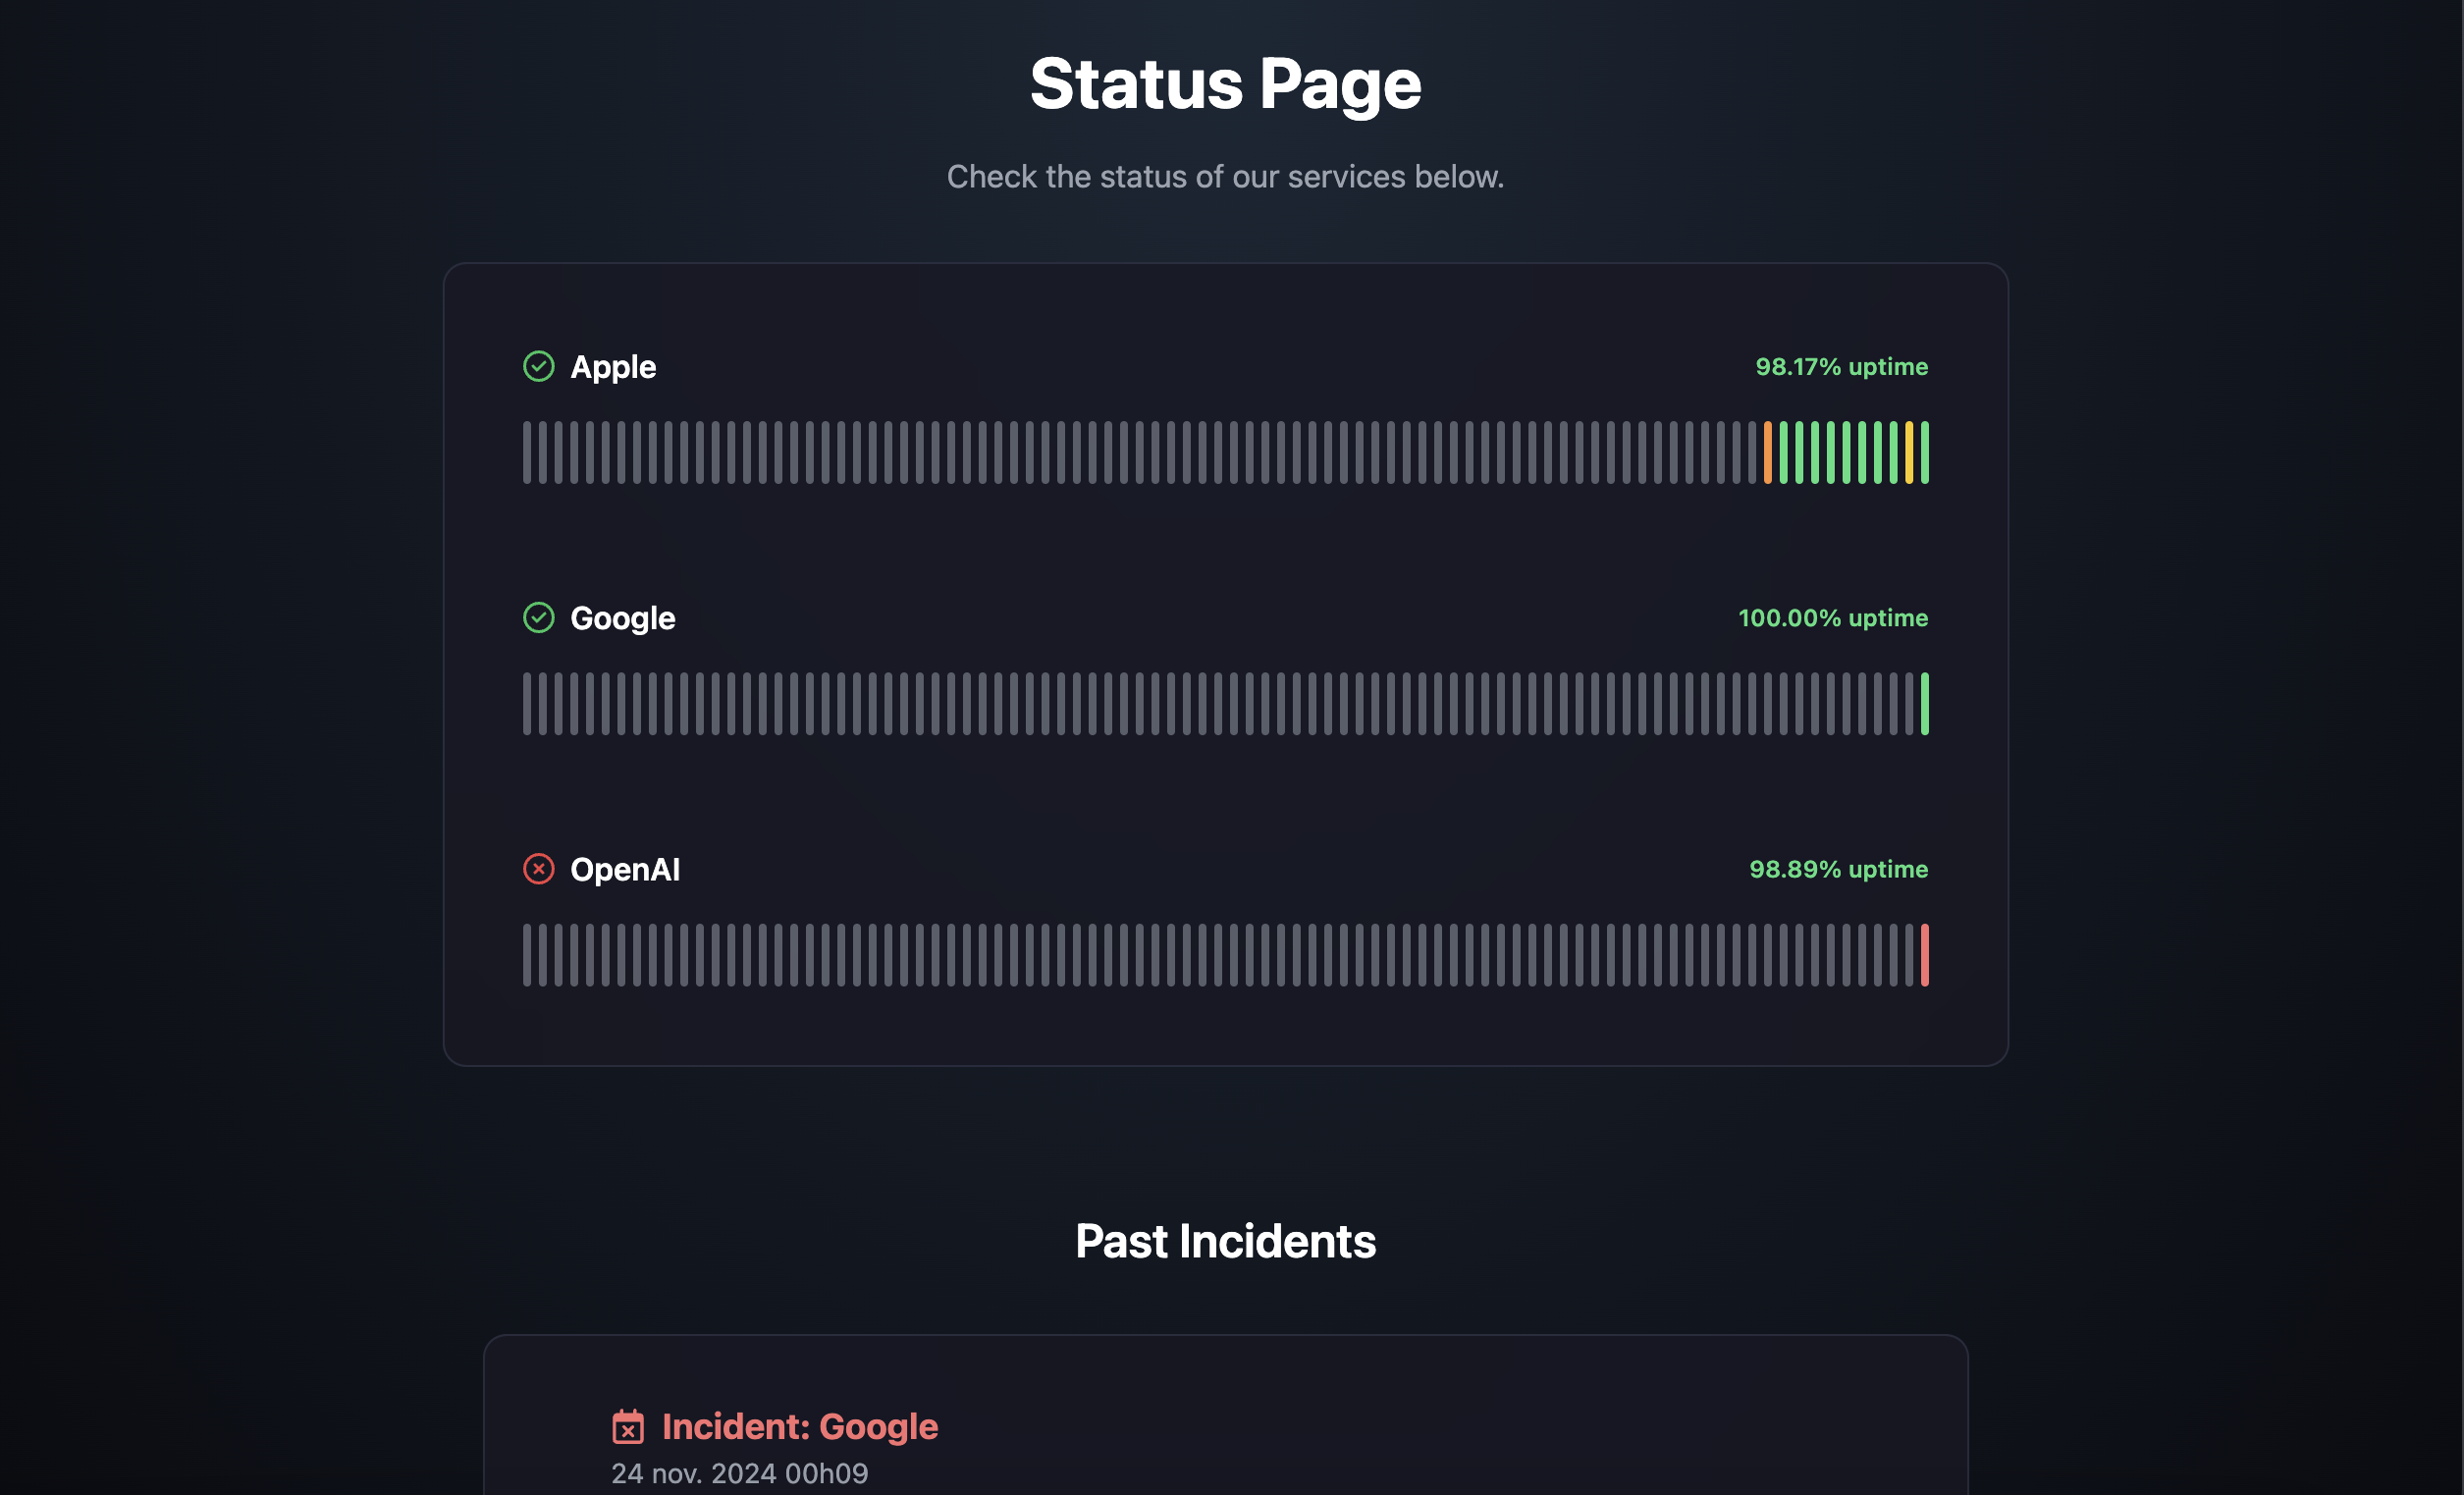 Status Page
Check the status of our services below.
Apple
98.17% uptime
Google
100.00% uptime
OpenAI
98.89% uptime
Past Incidents
Incident: Google
24 nov. 2024 00h09